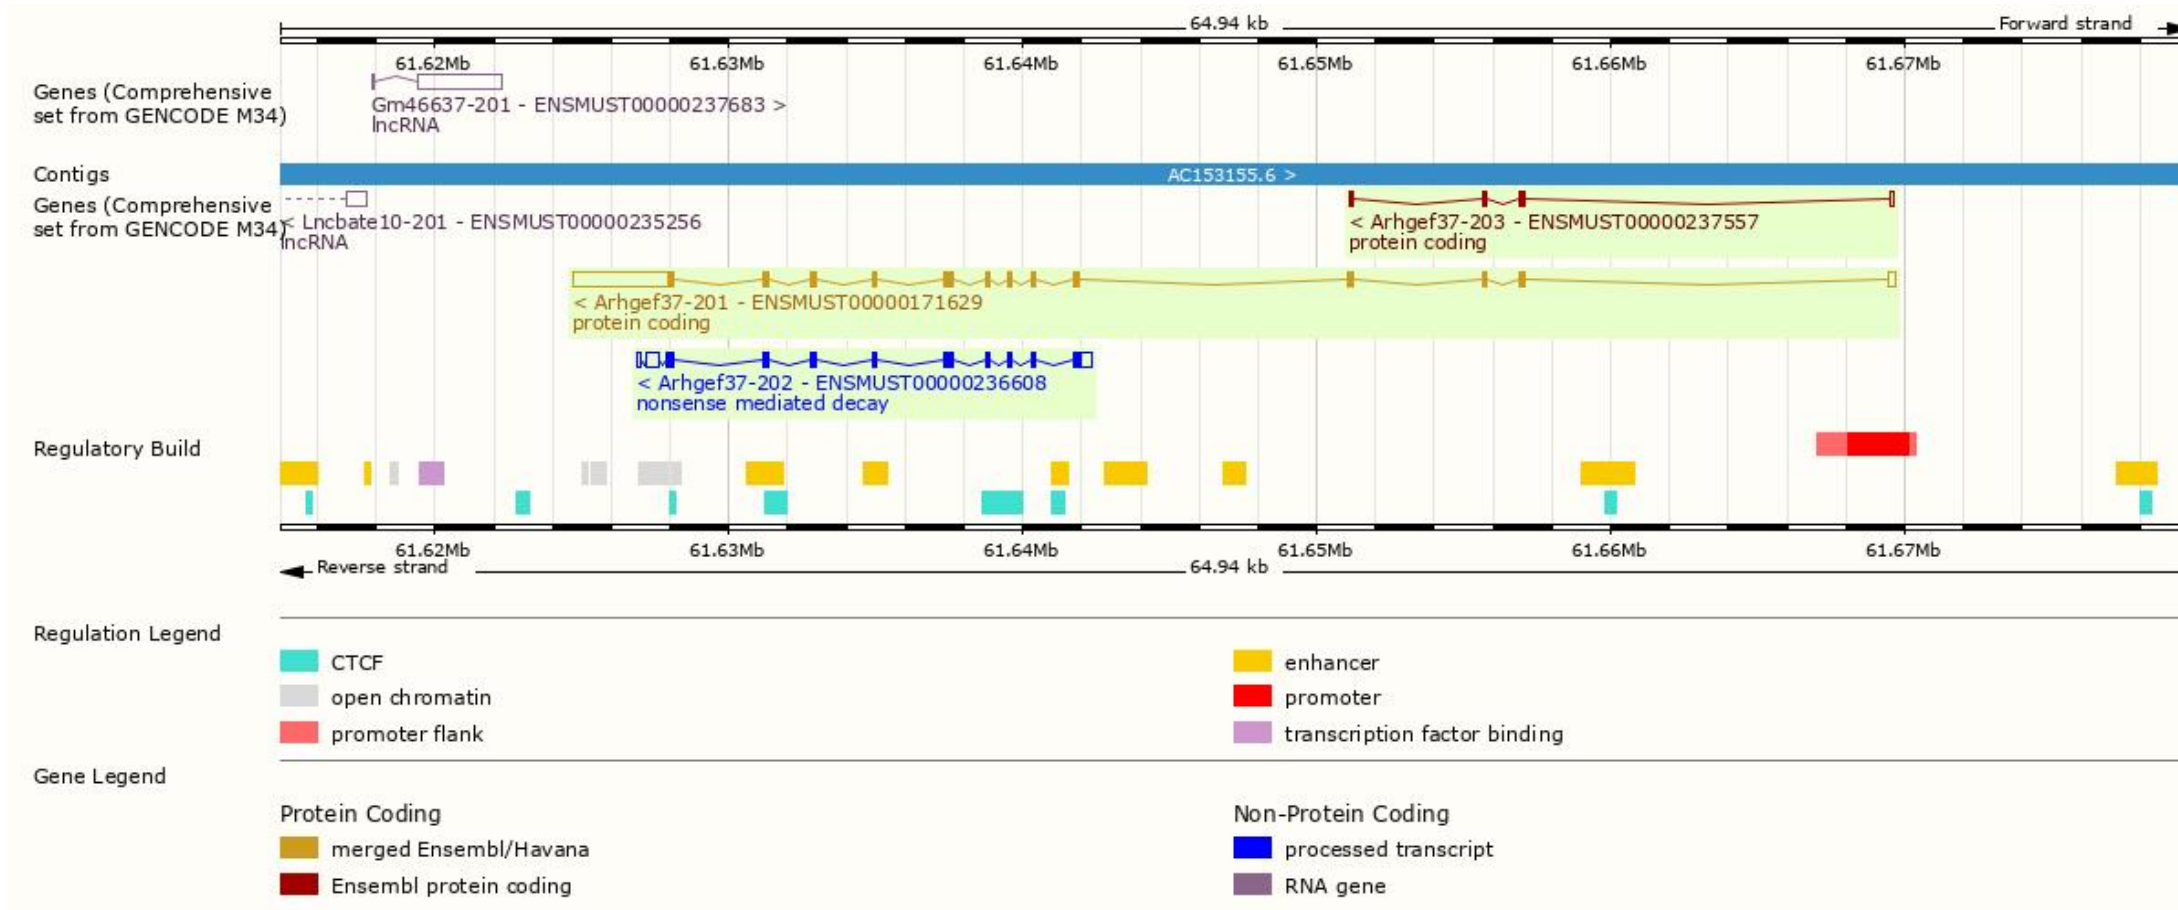 64.94 kb Forward strand
61.62Mb 61.63Mb 61.64Mb 61.65Mb 61.66Mb 61.67Mb
Genes (Comprehensive
set from GENCODE M34)
Gm46637-201 - ENSMUST00000237683 >
lncRNA
Contigs
AC153155.6 >
Genes (Comprehensive
set from GENCODE M34)
< Lncbate10-201 - ENSMUST00000235256
lncRNA
< Arhgef37-203 - ENSMUST00000237557
protein coding
< Arhgef37-201 - ENSMUST00000171629
protein coding
< Arhgef37-202 - ENSMUST00000236608
nonsense mediated decay
Regulatory Build
61.62Mb 61.63Mb 61.64Mb 61.65Mb 61.66Mb 61.67Mb
Reverse strand 64.94 kb
Regulation Legend
CTCF enhancer
open chromatin promoter
promoter flank transcription factor binding
Gene Legend
Protein Coding Non-Protein Coding
merged Ensembl/Havana processed transcript
Ensembl protein coding RNA gene